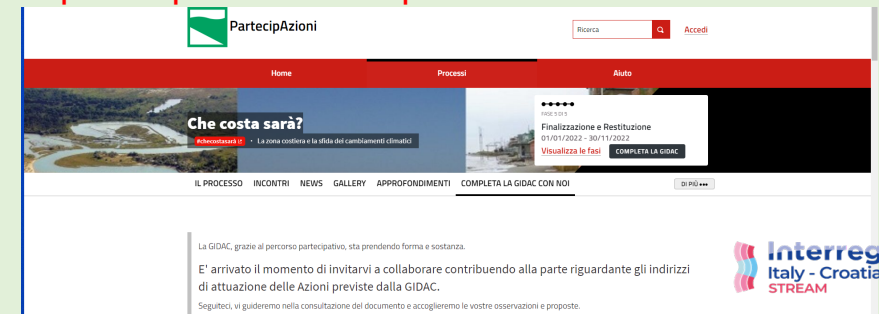 PartecipAzioni
Ricerca
Accedi
Home
Processi
Aiuto
Che costa sarà?
#checostasarà
• La zona costiera e la sfida dei cambiamenti climatici
FASE 5 DI 5
Finalizzazione e Restituzione
01/01/2022 - 30/11/2022
Visualizza le fasi
COMPLETA LA GIDAC
IL PROCESSO INCONTRI NEWS GALLERY APPROFONDIMENTI COMPLETA LA GIDAC CON NOI
DI PIÙ •••
La GIDAC, grazie al percorso partecipativo, sta prendendo forma e sostanza.
E' arrivato il momento di invitarvi a collaborare contribuendo alla parte riguardante gli indirizzi
di attuazione delle Azioni previste dalla GIDAC.
Seguiteci, vi guideremo nella consultazione del documento e accoglieremo le vostre osservazioni e proposte.
Interreg
Italy - Croatia
STREAM